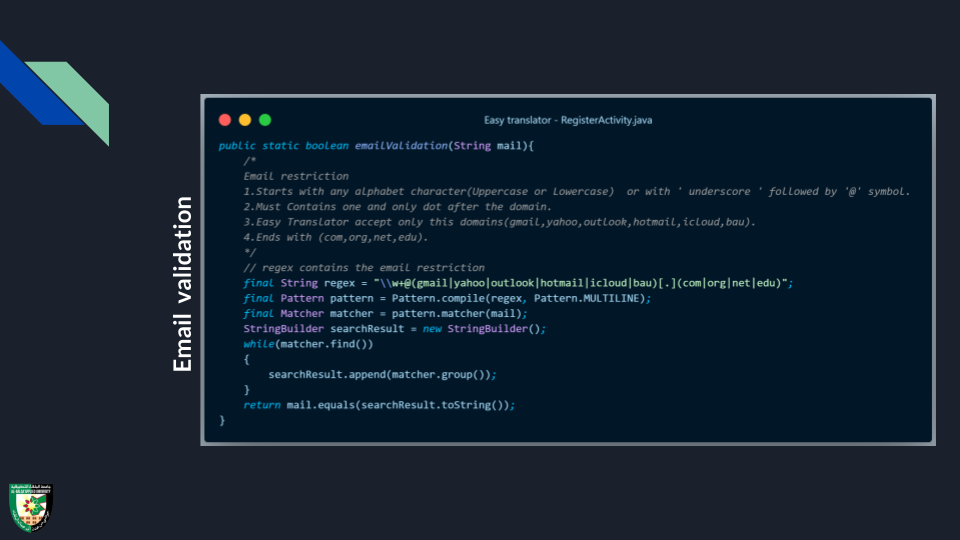 Email validation
Easy translator - RegisterActivity.java
public static boolean emailValidation(String mail){
/*
Email restriction
1.Starts with any alphabet character(Uppercase or Lowercase)  or with ' underscore ' followed by '@' symbol.
2.Must Contains one and only dot after the domain.
3.Easy Translator accept only this domains(gmail,yahoo,outlook,hotmail,icloud,bau).
4.Ends with (com,org,net,edu).
*/
// regex contains the email restriction
final String regex = "\\w+@(gmail|yahoo|outlook|hotmail|icloud|bau)[.](com|org|net|edu)";
final Pattern pattern = Pattern.compile(regex, Pattern.MULTILINE);
final Matcher matcher = pattern.matcher(mail);
StringBuilder searchResult = new StringBuilder();
while(matcher.find())
{
searchResult.append(matcher.group());
}
return mail.equals(searchResult.toString());
}